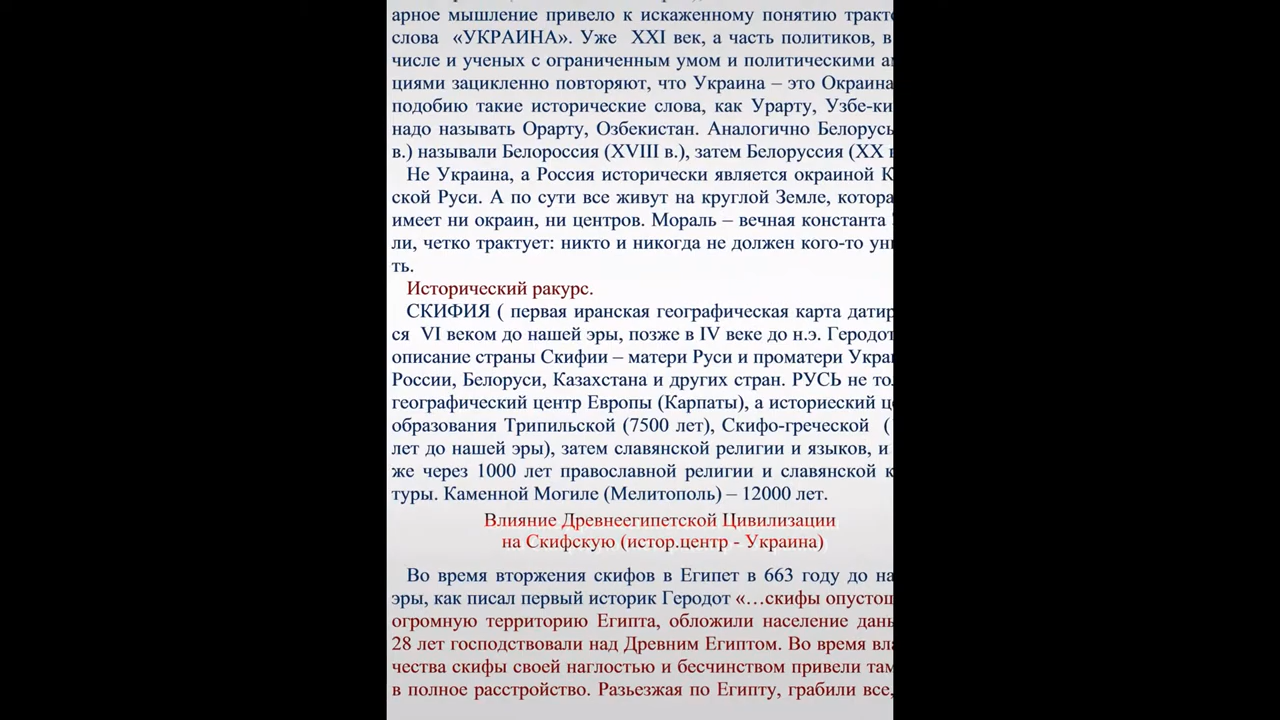 арное мышление привело к искаженному понятию тракто
слова «УКРАИНА». Уже XXI век, а часть политиков, в
числе и ученых с ограниченным умом и политическими ам
циями зацикленно повторяют, что Украина – это Окраина
подобию такие исторические слова, как Урарту, Узбе-ки
надо называть Орарту, Озбекистан. Аналогично Белорусь
в.) называли Белороссия (XVIII в.), затем Белоруссия (XX в
Не Украина, а Россия исторически является окраиной К
ской Руси. А по сути все живут на круглой Земле, котора
имеет ни окраин, ни центров. Мораль – вечная константа
ли, четко трактует: никто и никогда не должен кого-то уни
ть.
Исторический ракурс.
СКИФИЯ ( первая иранская географическая карта датир
ся VI веком до нашей эры, позже в IV веке до н.э. Геродот
описание страны Скифии – матери Руси и проматери Украи
России, Белоруси, Казахстана и других стран. РУСЬ не тол
географический центр Европы (Карпаты), а историеский це
образования Трипильской (7500 лет), Скифо-греческой (
лет до нашей эры), затем славянской религии и языков, и
же через 1000 лет православной религии и славянской к
туры. Каменной Могиле (Мелитополь) – 12000 лет.
Влияние Древнеегипетской Цивилизации
на Скифскую (истор.центр - Украина)
Во время вторжения скифов в Египет в 663 году до на
эры, как писал первый историк Геродот «…скифы опустош
огромную территорию Египта, обложили население дань
28 лет господствовали над Древним Египтом. Во время вла
чества скифы своей наглостью и бесчинством привели там
в полное расстройство. Разьезжая по Египту, грабили все,